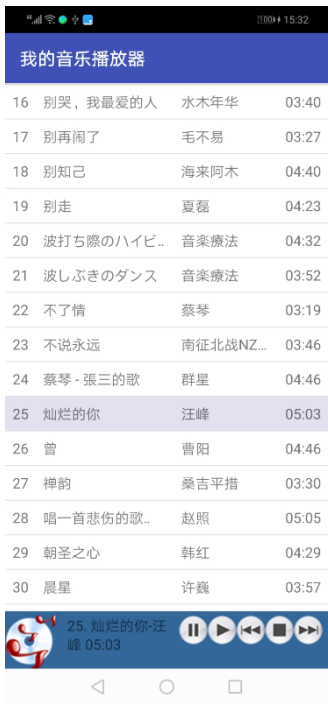 46 100 15:32
我的音乐播放器
16 别哭，我最爱的人 水木年华 03:40
17 别再闹了 毛不易 03:27
18 别知己 海来阿木 04:40
19 别走 夏磊 04:23
20 波打ち際のハイビ.. 音楽療法 04:32
21 波しぶきのダンス 音楽療法 03:52
22 不了情 蔡琴 03:19
23 不说永远 南征北战NZ... 03:46
24 蔡琴 - 張三的歌 群星 04:46
25 灿烂的你 汪峰 05:03
26 曾 曹阳 04:46
27 禅韵 桑吉平措 03:30
28 唱一首悲伤的歌.. 赵照 05:05
29 朝圣之心 韩红 04:29
30 晨星 许巍 03:57
25. 灿烂的你-汪
峰 05:03